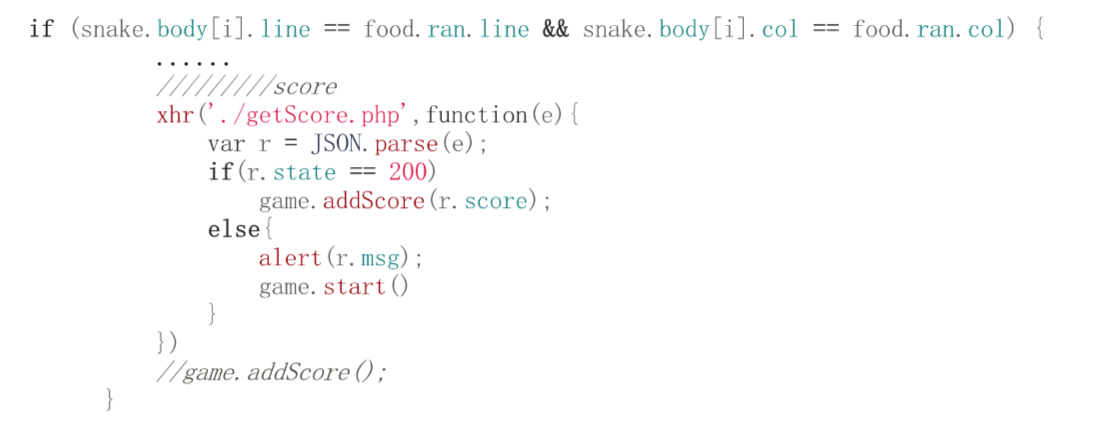 if (snake.body[i].line == food.ran.line && snake.body[i].col == food.ran.col) {
......
//////////score
xhr('./getScore.php',function(e){
var r = JSON.parse(e);
if(r.state == 200)
game.addScore(r.score);
else{
alert(r.msg);
game.start()
}
})
//game.addScore();
}